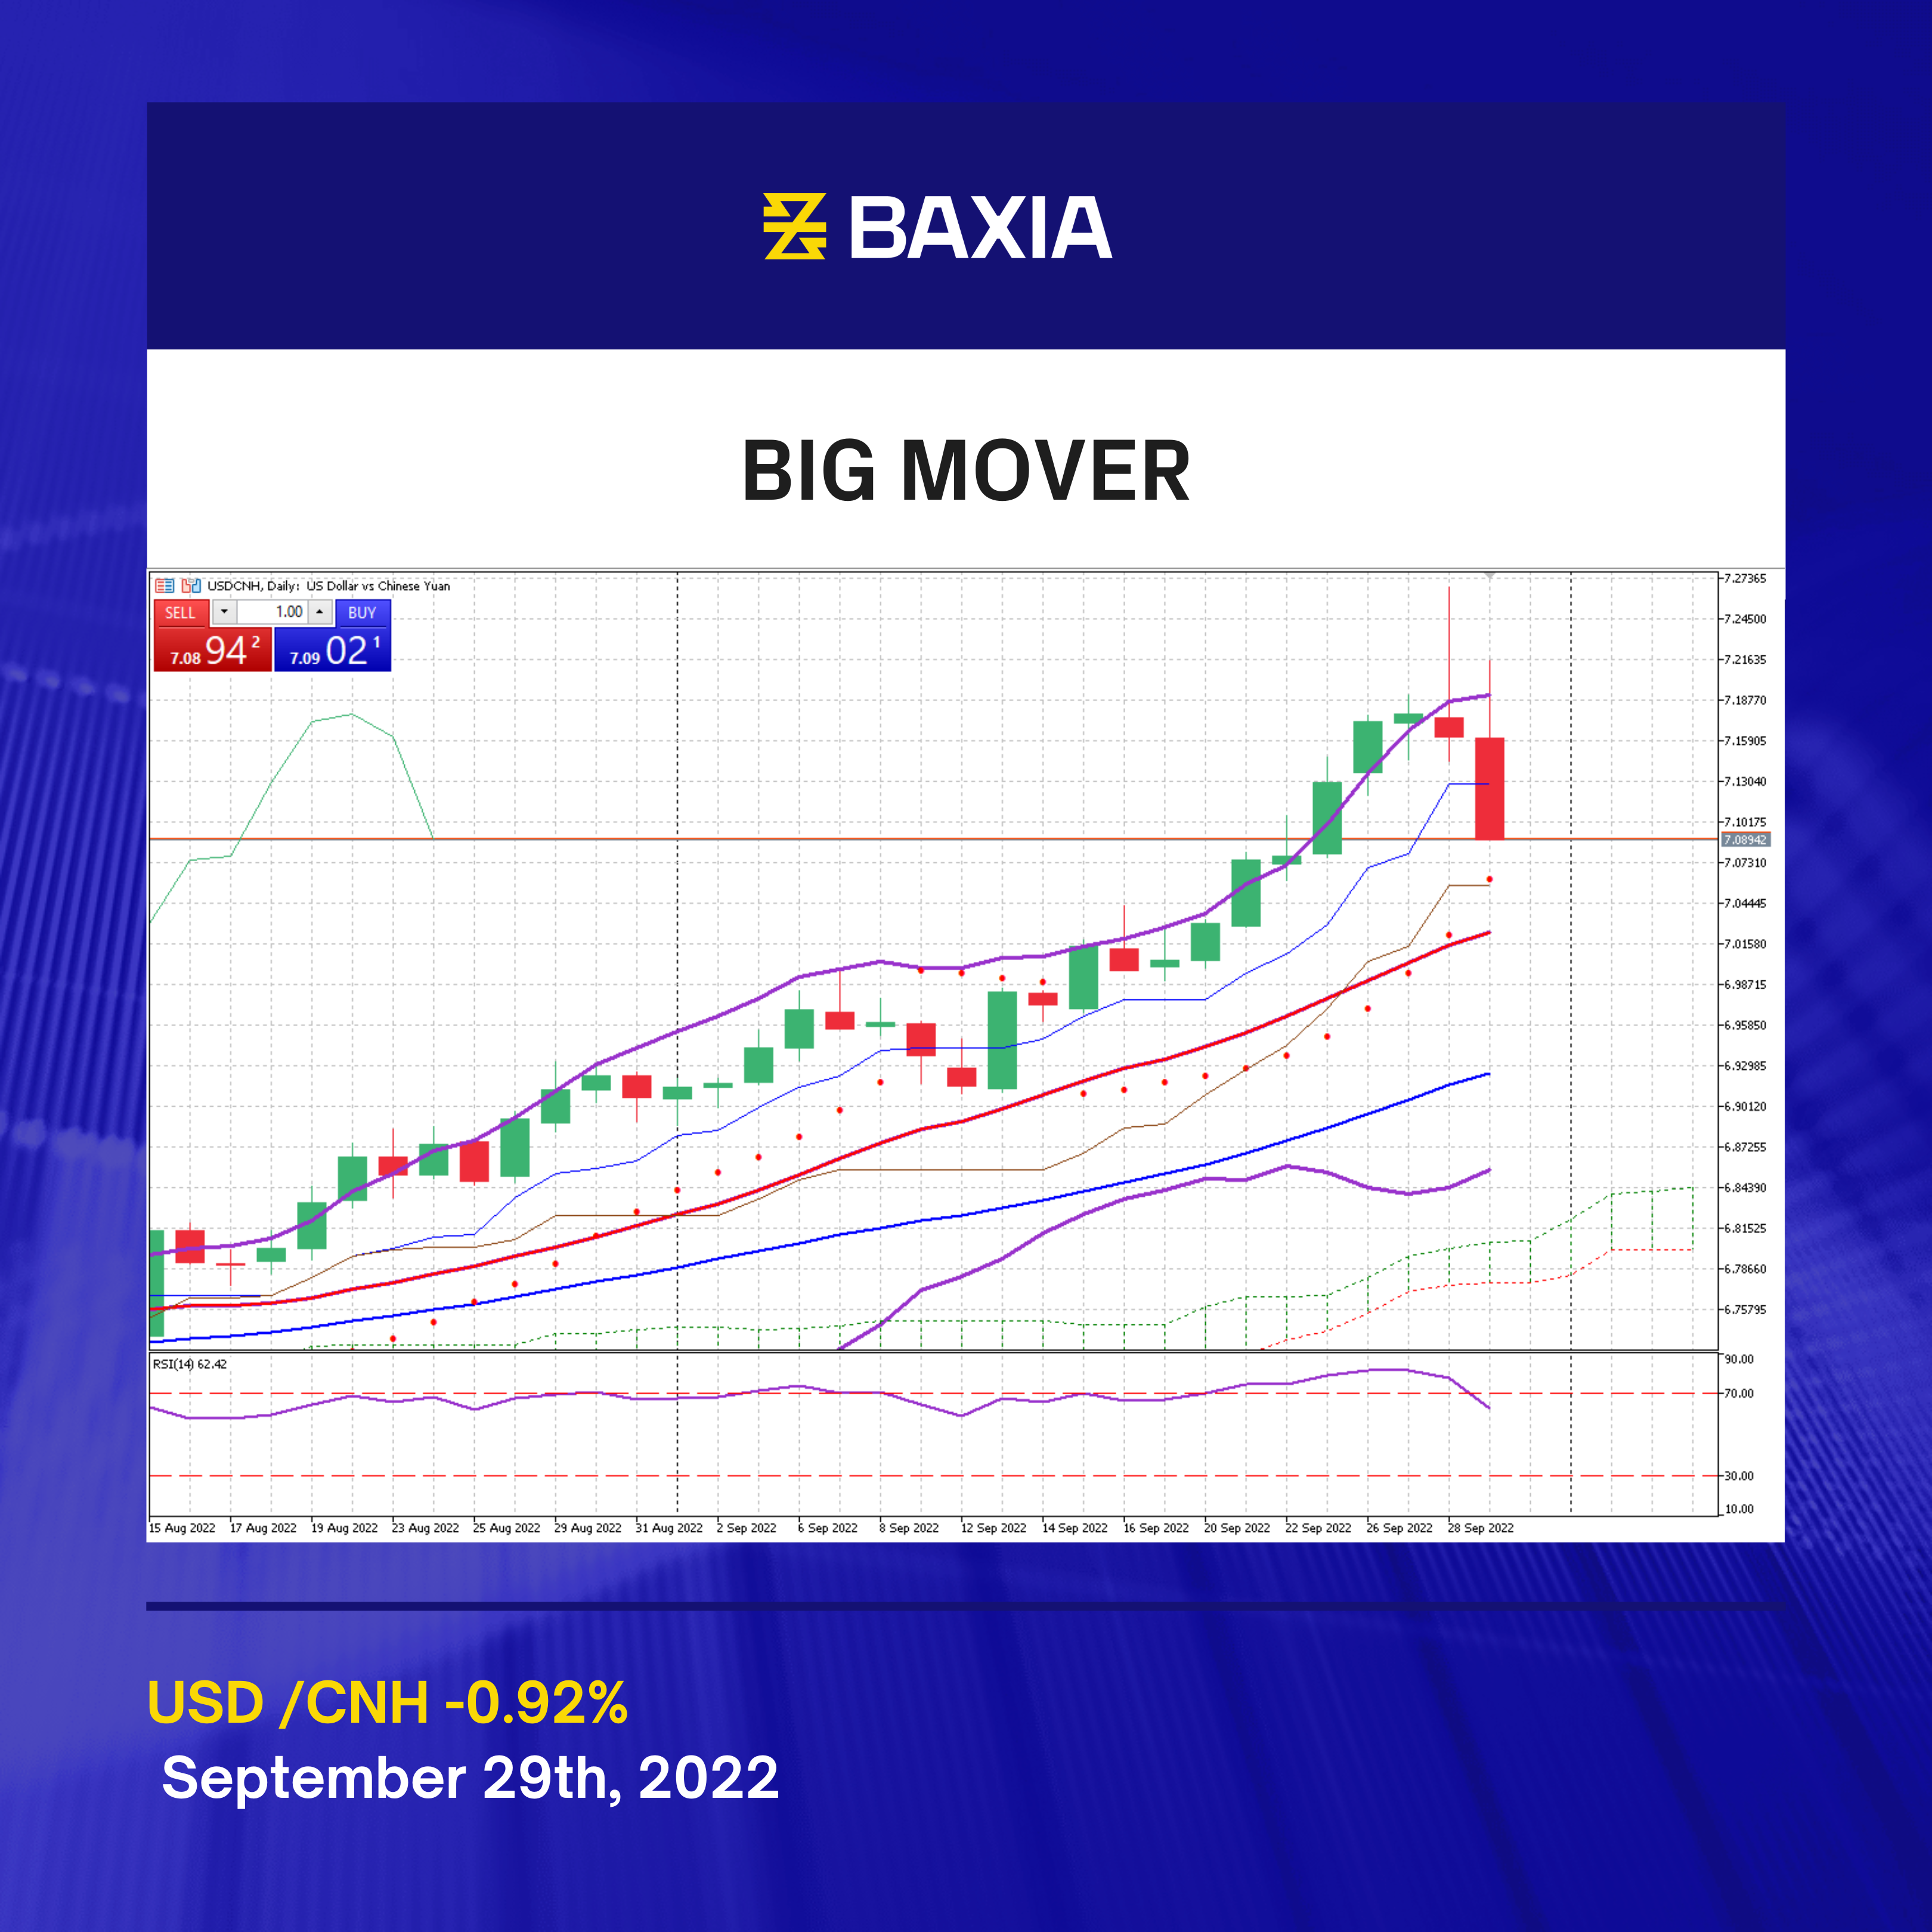 BAXIA
BIG MOVER
USDCNH, Daily: US Dollar vs Chinese Yuan
SELL 1.00 BUY
7.08 94 2 7.09 02 1
7.27365
7.24500
7.21635
7.18770
7.15905
7.13040
7.10175
7.08942
7.07310
7.04445
7.01580
6.98715
6.95850
6.92985
6.90120
6.87255
6.84390
6.81525
6.78660
6.75795
RSI(14) 62.42
90.00
70.00
30.00
10.00
15 Aug 2022 17 Aug 2022 19 Aug 2022 23 Aug 2022 25 Aug 2022 29 Aug 2022 31 Aug 2022 2 Sep 2022 6 Sep 2022 8 Sep 2022 12 Sep 2022 14 Sep 2022 16 Sep 2022 20 Sep 2022 22 Sep 2022 26 Sep 2022 28 Sep 2022
USD /CNH -0.92%
September 29th, 2022